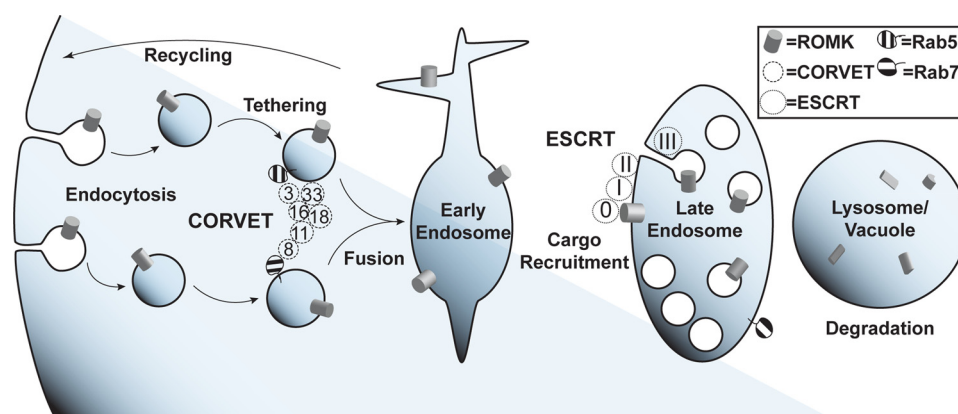 Recycling
Tethering
Endocytosis
CORVET
3 33
16 18
11
8
Fusion
Early
Endosome
ESCRT
III
II
I
0
Cargo
Recruitment
Late
Endosome
Lysosome/
Vacuole
Degradation
=ROMK =Rab5
=CORVET =Rab7
=ESCRT